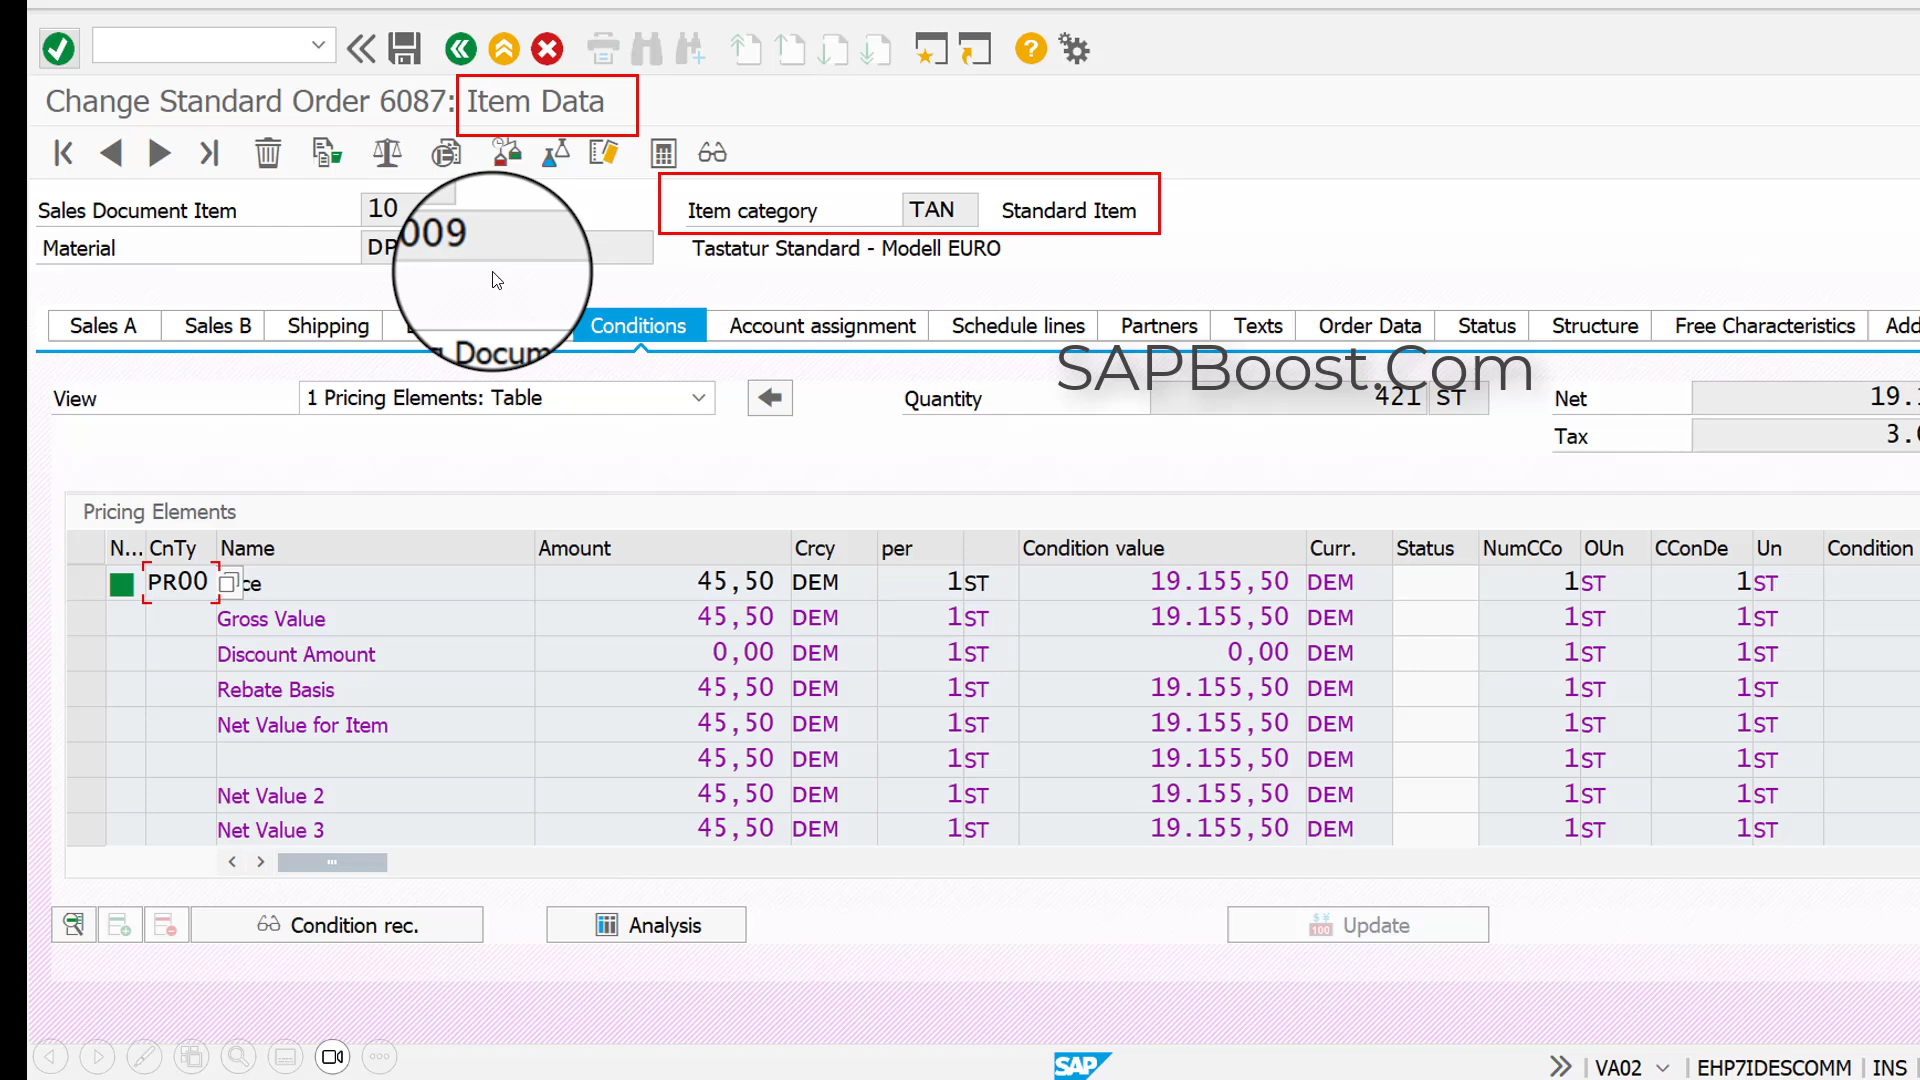 Change Standard Order 6087: Item Data
Sales Document Item 10 Item category TAN Standard Item
Material DP 009 Tastatur Standard - Modell EURO
Sales A Sales B Shipping Conditions Account assignment Schedule lines Partners Texts Order Data Status Structure Free Characteristics Add
Docum
SAPBoost.Com
View 1 Pricing Elements: Table Quantity 421 ST Net 19.
Tax 3.
Pricing Elements
N... CnTy Name Amount Crcy per Condition value Curr. Status NumCCo OUn CConDe Un Condition
PR00 ce 45,50 DEM 1 ST 19.155,50 DEM 1 ST 1 ST
Gross Value 45,50 DEM 1 ST 19.155,50 DEM 1 ST 1 ST
Discount Amount 0,00 DEM 1 ST 0,00 DEM 1 ST 1 ST
Rebate Basis 45,50 DEM 1 ST 19.155,50 DEM 1 ST 1 ST
Net Value for Item 45,50 DEM 1 ST 19.155,50 DEM 1 ST 1 ST
45,50 DEM 1 ST 19.155,50 DEM 1 ST 1 ST
Net Value 2 45,50 DEM 1 ST 19.155,50 DEM 1 ST 1 ST
Net Value 3 45,50 DEM 1 ST 19.155,50 DEM 1 ST 1 ST
Condition rec. Analysis Update
SAP VA02 EHP7IDESCOMM INS